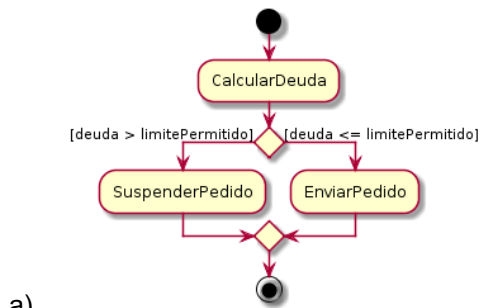 CalcularDeuda
[deuda > limitePermitido] [deuda <= limitePermitido]
SuspenderPedido EnviarPedido
a)